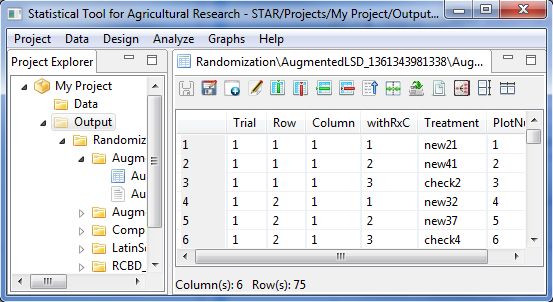 Statistical Tool for Agricultural Research - STAR/Projects/My Project/Output...
Project Data Design Analyze Graphs Help
Project Explorer
My Project
Data
Output
Randomiz
Augm
Au
Au
Augme
Comp
LatinS
RCBD_
Randomization\AugmentedLSD_1361343981338\Aug...
Trial Row Column withRxC Treatment PlotNu
1 1 1 1 1 new21 1
2 1 1 1 2 new41 2
3 1 1 1 3 check2 3
4 1 2 1 1 new32 4
5 1 2 1 2 new37 5
6 1 2 1 3 check4 6
Column(s): 6 Row(s): 75